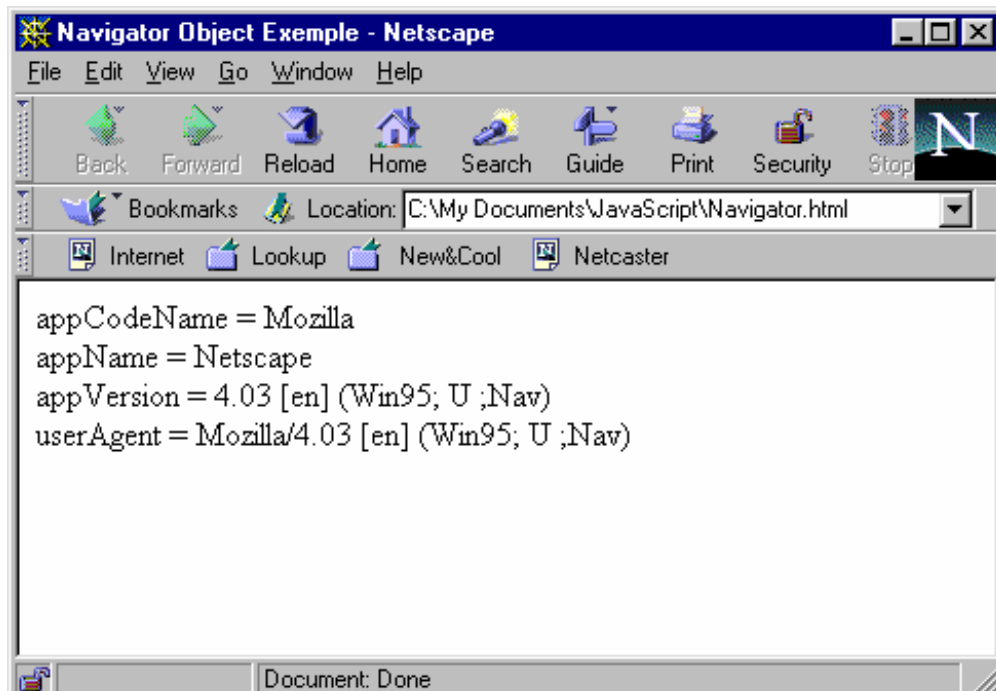 Navigator Object Exemple - Netscape
File Edit View Go Window Help
Back Forward Reload Home Search Guide Print Security Stop N
Bookmarks Location: C:\My Documents\JavaScript\Navigator.html
Internet Lookup New&Cool Netcaster
appCodeName = Mozilla
appName = Netscape
appVersion = 4.03 [en] (Win95; U ;Nav)
userAgent = Mozilla/4.03 [en] (Win95; U ;Nav)
Document: Done